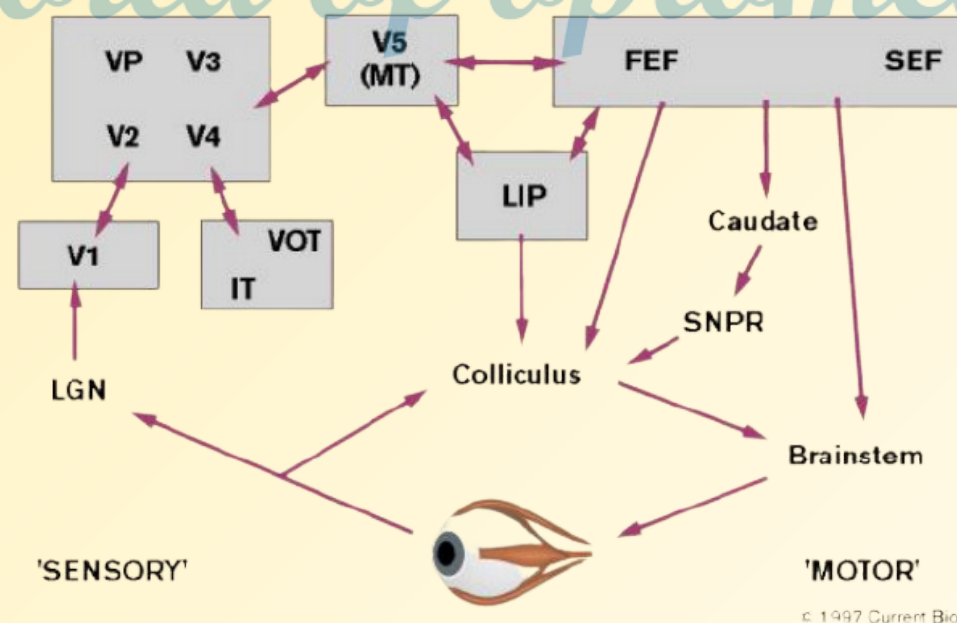 VP V3
V2 V4
V5
(MT)
FEF SEF
LIP
V1
VOT
IT
Caudate
SNPR
LGN
Colliculus
Brainstem
'SENSORY'
'MOTOR'
© 1997 Current Bio